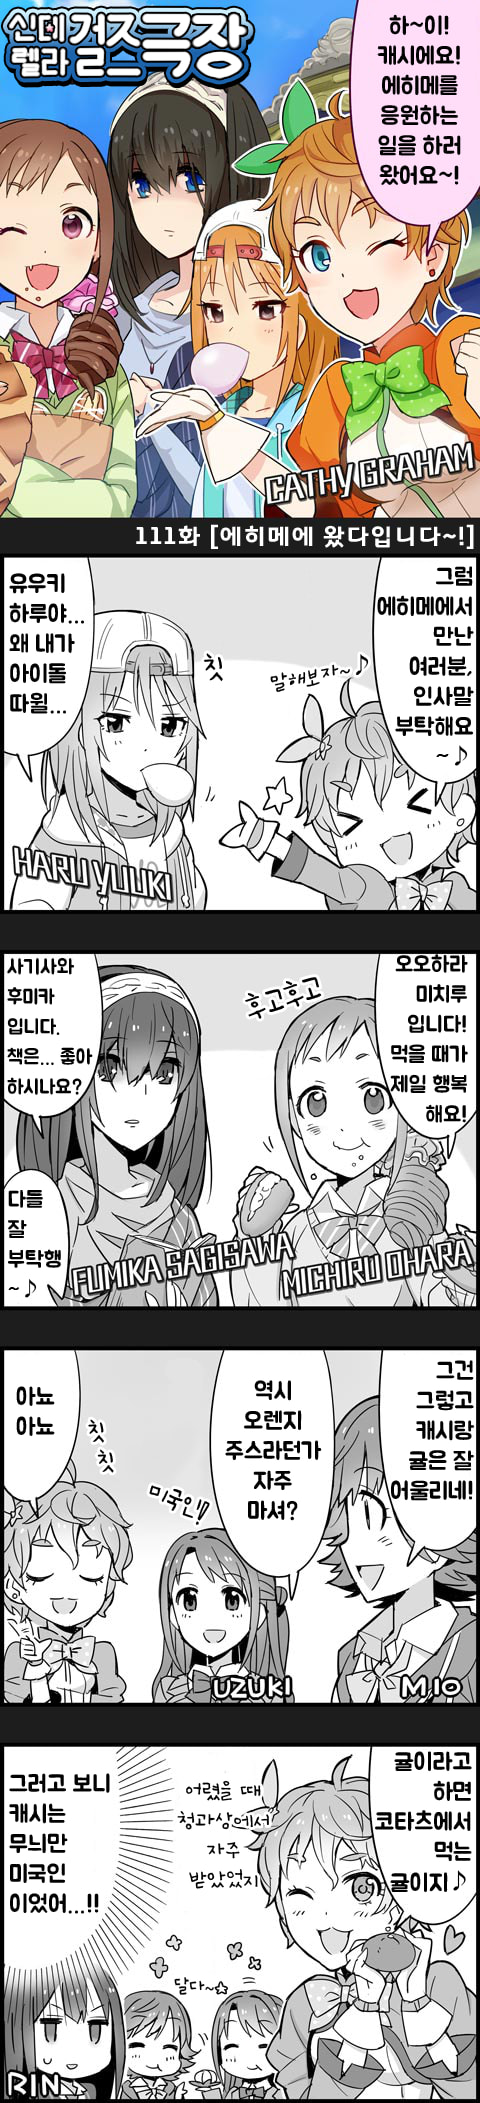 신데렐라 걸즈극장
하~이!
캐시에요!
에히메를
응원하는
일을 하러
왔어요~!
CATHY GRAHAM
111화 [에히메에 왔다입니다~!]
그럼
에히메에서
만난
여러분,
인사말
부탁해요
~♪
말해보자~♪
유우키
하루야...
왜 내가
아이돌
따윌...
칫
HARU YUUKI
오오하라
미치루
입니다!
먹을 때가
제일 행복
해요!
후고후고
사기사와
후미카
입니다.
책은... 좋아
하시나요?
다들
잘
부탁행
~♪
FUMIKA SAGISAWA
MICHIRU OHARA
그건
그렇고
캐시랑
귤은 잘
어울리네!
역시
오렌지
주스라던가
자주
마셔?
미국인!!
아뇨
아뇨
칫
칫
UZUKI
MIO
귤이라고
하면
코타츠에서
먹는
귤이지♪
어렸을 때
청과상에서
자주
받았었지
그러고 보니
캐시는
무늬만
미국인
이었어...!!
달다~☆
RIN